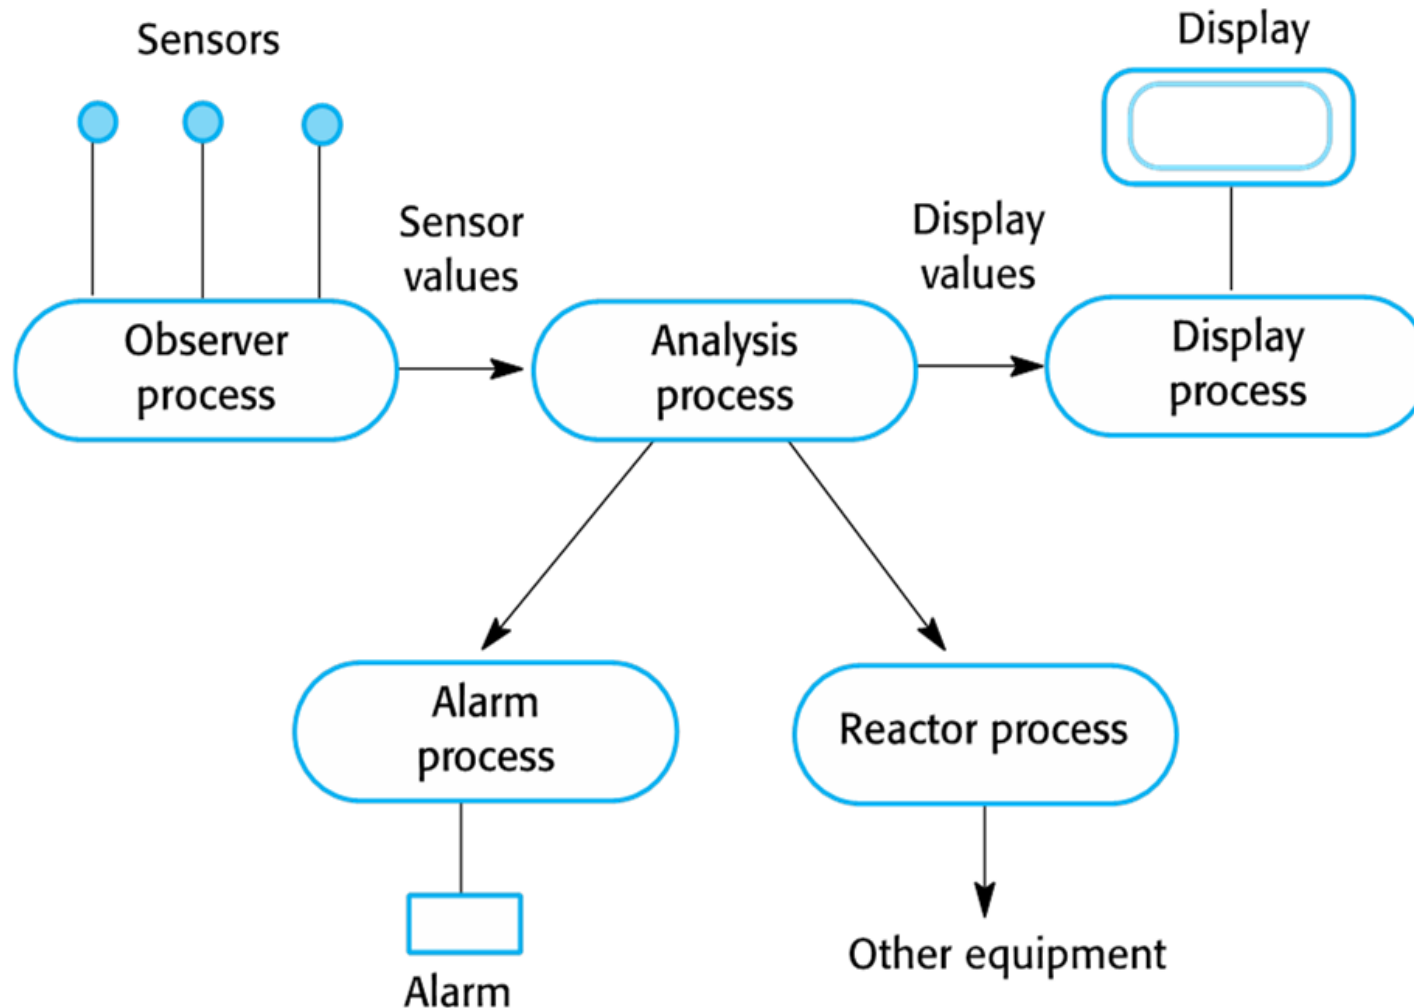 Sensors
Display
Sensor
values
Display
values
Observer
process
Analysis
process
Display
process
Alarm
process
Reactor process
Alarm
Other equipment